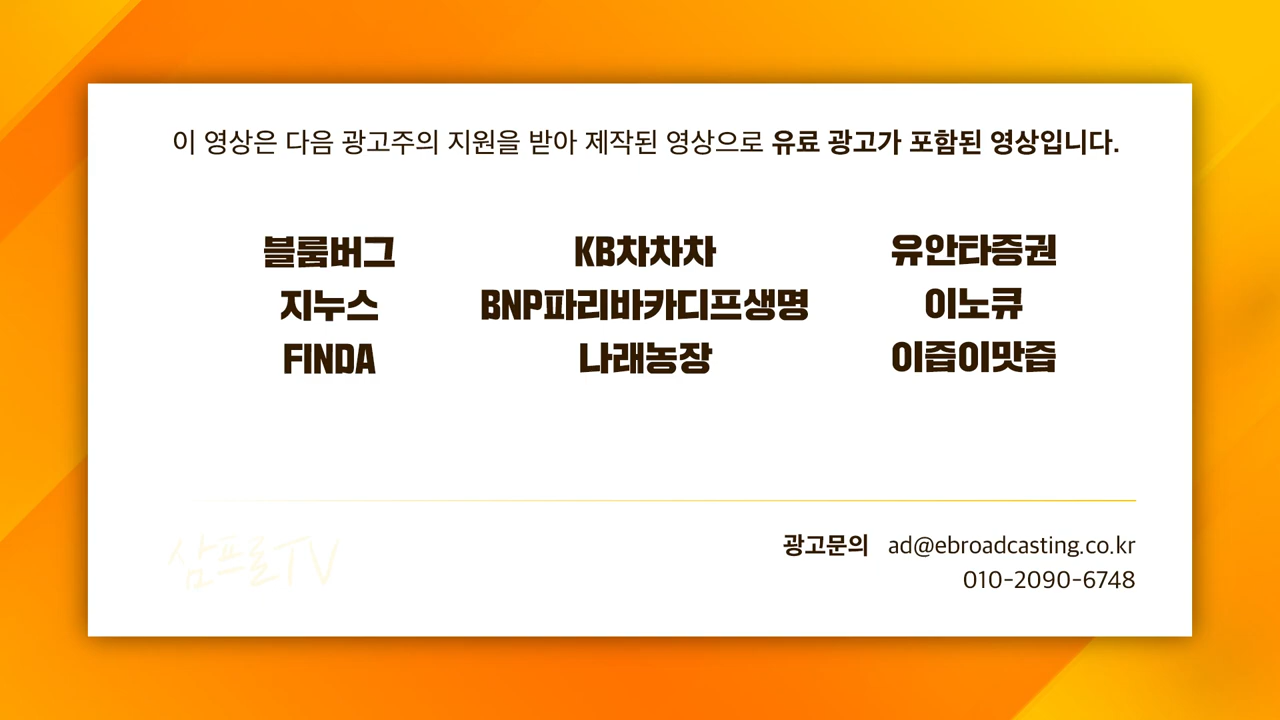 이 영상은 다음 광고주의 지원을 받아 제작된 영상으로 유료 광고가 포함된 영상입니다.
블룸버그 KB차차차 유안타증권
지누스 BNP파리바카디프생명 이노큐
FINDA 나래농장 이즙이맛즙
삼프로TV
광고문의 ad@ebroadcasting.co.kr
010-2090-6748